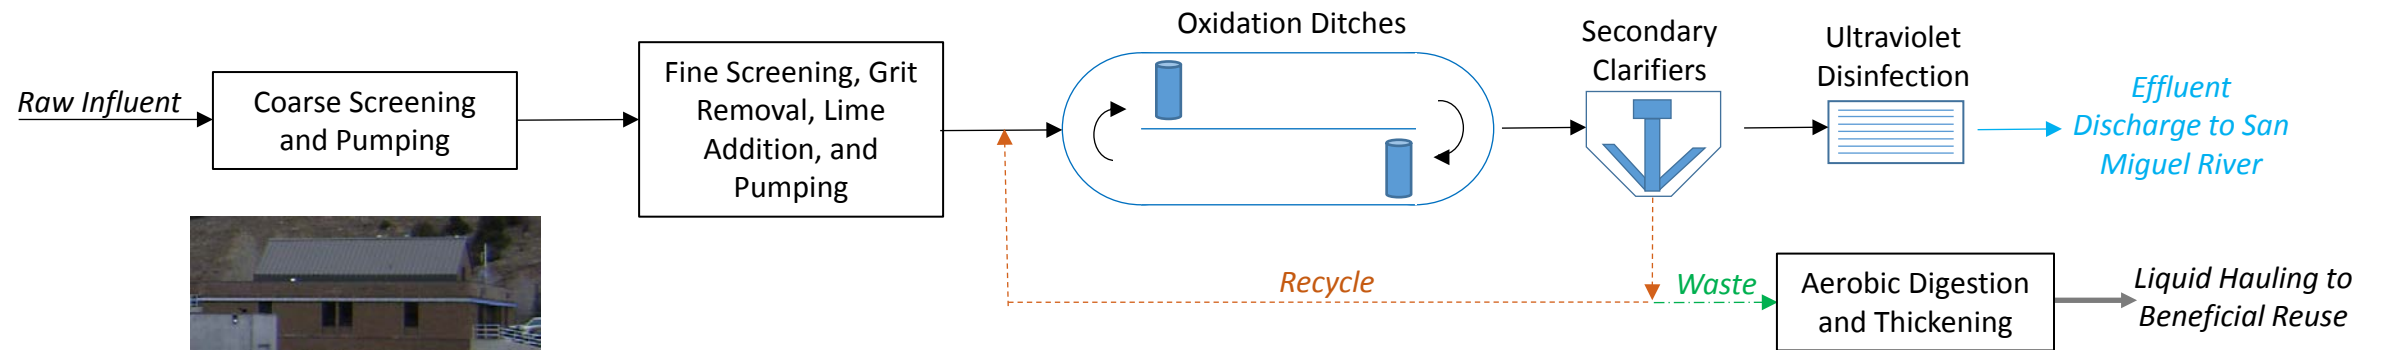 Raw Influent
Coarse Screening
and Pumping
Fine Screening, Grit
Removal, Lime
Addition, and
Pumping
Oxidation Ditches
Secondary
Clarifiers
Ultraviolet
Disinfection
Effluent
Discharge to San
Miguel River
Recycle
Waste
Aerobic Digestion
and Thickening
Liquid Hauling to
Beneficial Reuse